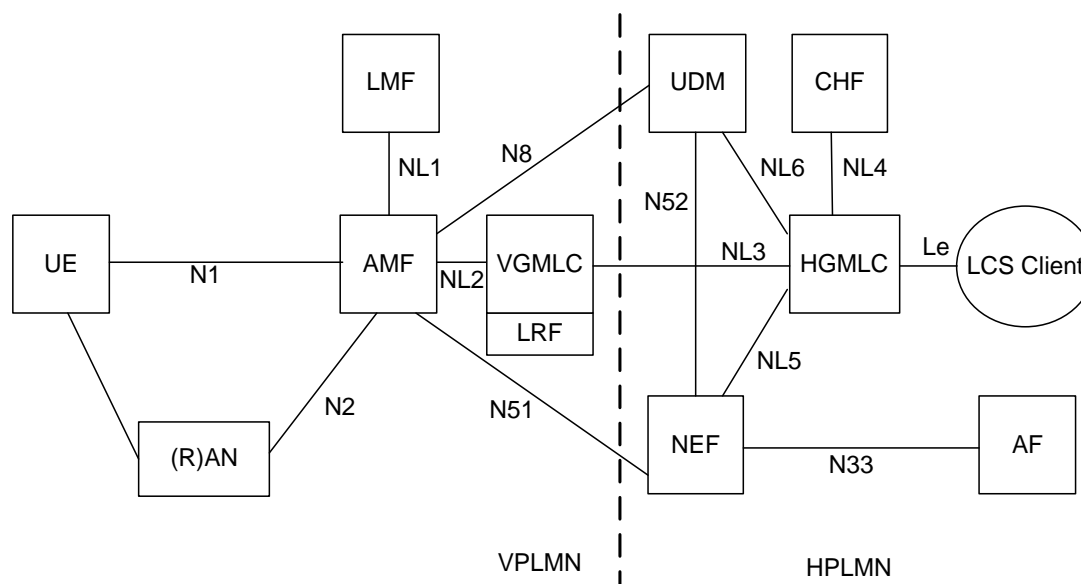 LMF
UDM
CHF
N8
NL1
NL6
NL4
N52
UE
N1
AMF
NL2
VGMLC
NL3
HGMLC
Le
LCS Client
LRF
NL5
N2
N51
(R)AN
NEF
N33
AF
VPLMN
HPLMN